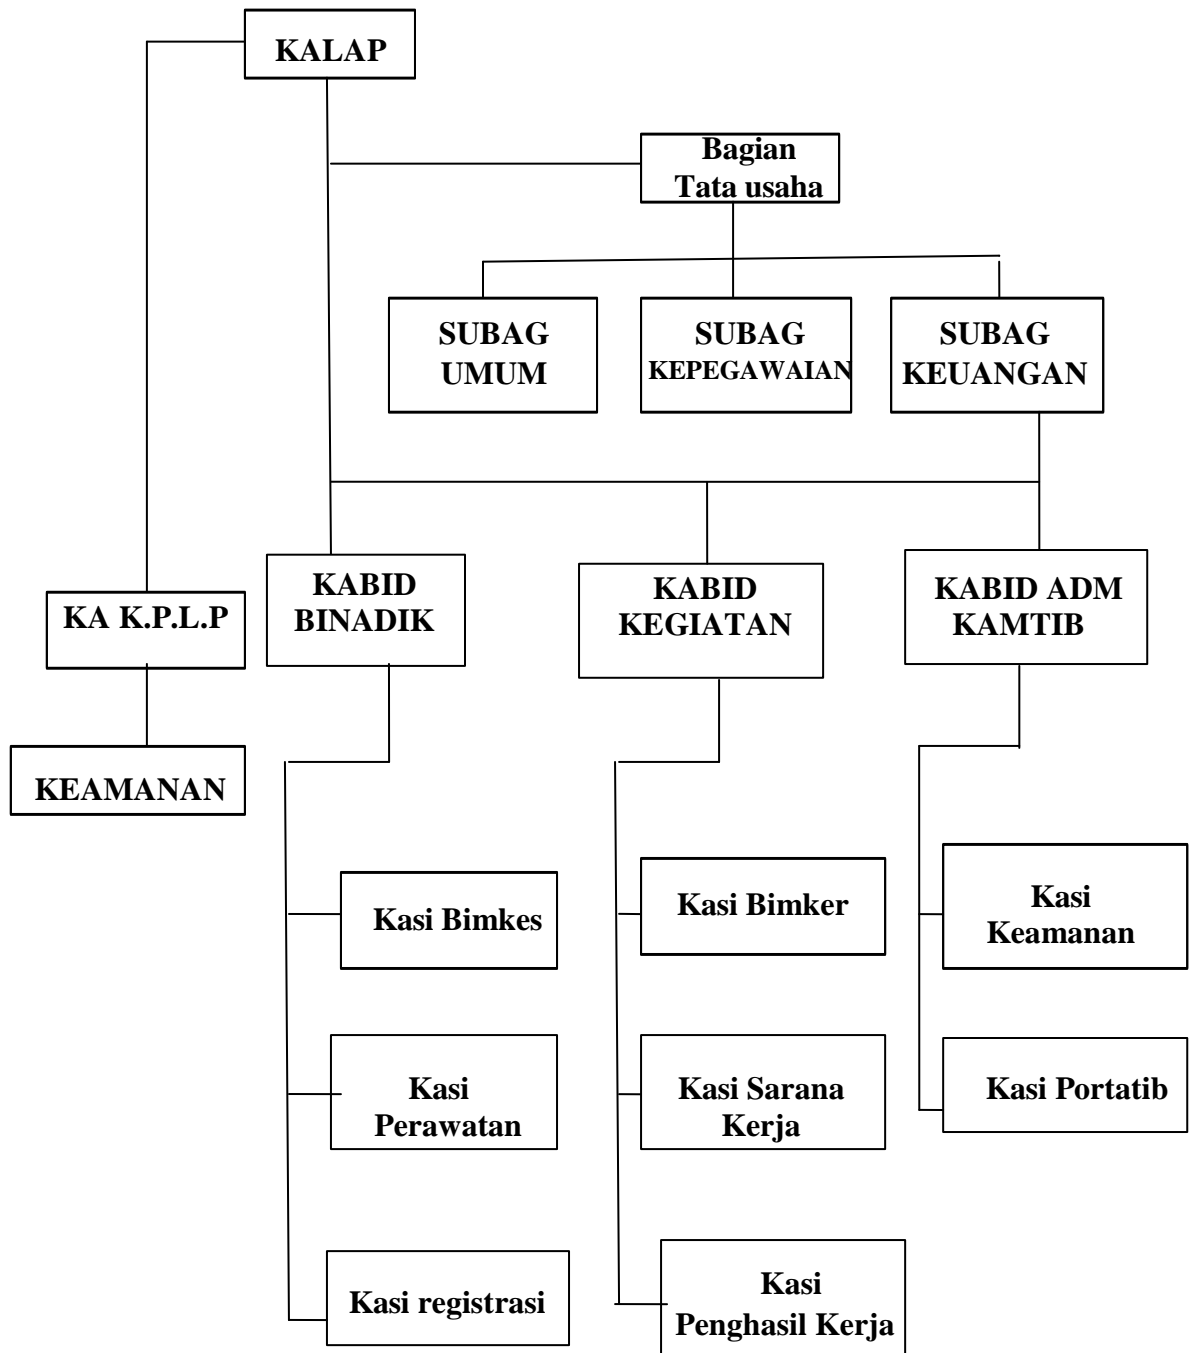 KALAP
Bagian
Tata usaha
SUBAG
UMUM
SUBAG
KEPEGAWAIAN
SUBAG
KEUANGAN
KA K.P.L.P
KABID
BINADIK
KABID
KEGIATAN
KABID ADM
KAMTIB
KEAMANAN
Kasi Bimkes
Kasi Bimker
Kasi
Keamanan
Kasi
Perawatan
Kasi Sarana
Kerja
Kasi Portatib
Kasi registrasi
Kasi
Penghasil Kerja